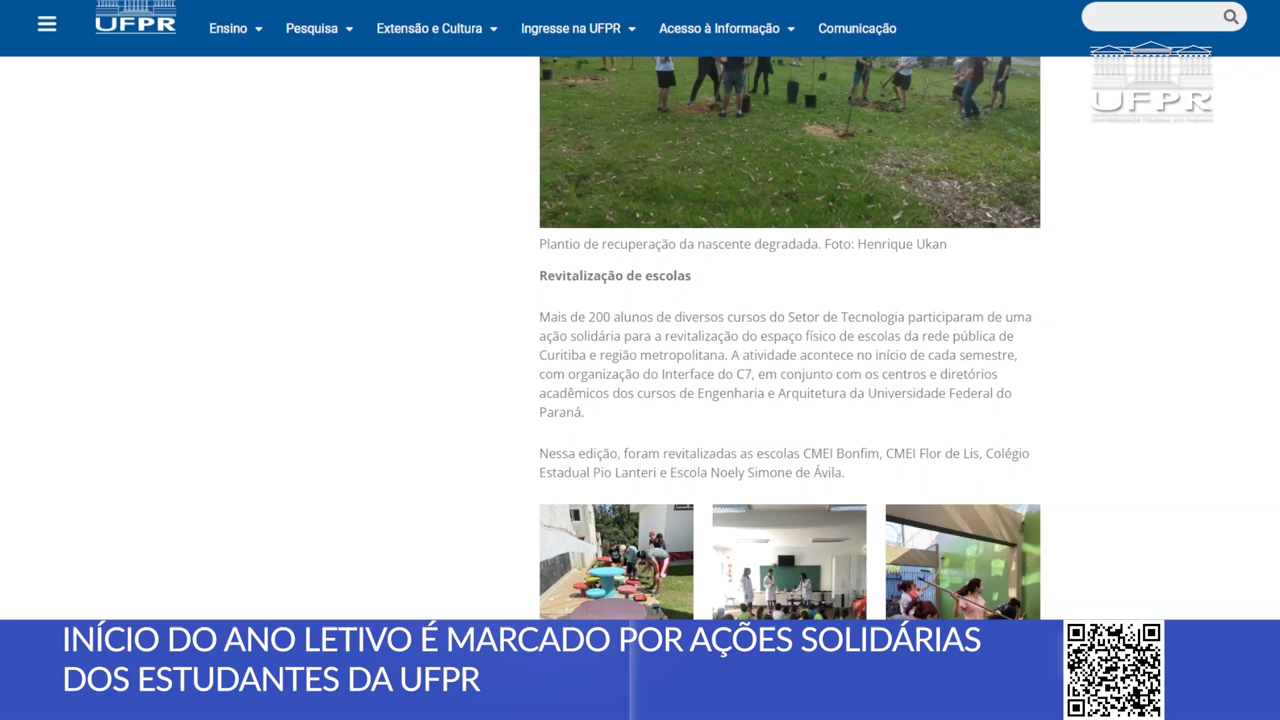 UFPR
Ensino
Pesquisa
Extensão e Cultura
Ingresse na UFPR
Acesso à Informação
Comunicação
UFPR
UNIVERSIDADE FEDERAL DO PARANÁ
Plantio de recuperação da nascente degradada. Foto: Henrique Ukan
Revitalização de escolas
Mais de 200 alunos de diversos cursos do Setor de Tecnologia participaram de uma
ação solidária para a revitalização do espaço físico de escolas da rede pública de
Curitiba e região metropolitana. A atividade acontece no início de cada semestre,
com organização do Interface do C7, em conjunto com os centros e diretórios
acadêmicos dos cursos de Engenharia e Arquitetura da Universidade Federal do
Paraná.
Nessa edição, foram revitalizadas as escolas CMEI Bonfim, CMEI Flor de Lis, Colégio
Estadual Pio Lanteri e Escola Noely Simone de Ávila.
INÍCIO DO ANO LETIVO É MARCADO POR AÇÕES SOLIDÁRIAS
DOS ESTUDANTES DA UFPR